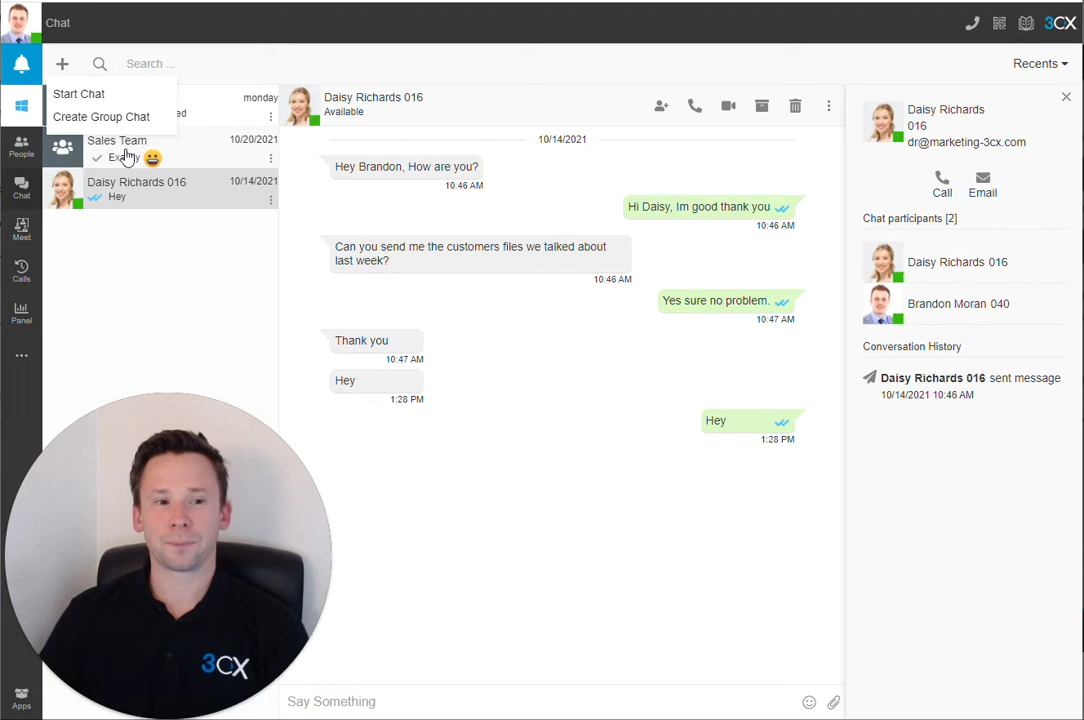 Chat
3CX
Search ...
Recents
Start Chat
Create Group Chat
monday
Sales Team
10/20/2021
Daisy Richards 016
10/14/2021
Hey
People
Chat
Meet
Calls
Panel
Apps
Daisy Richards 016
Available
10/14/2021
Hey Brandon, How are you?
10:46 AM
Hi Daisy, Im good thank you
10:46 AM
Can you send me the customers files we talked about
last week?
10:46 AM
Yes sure no problem.
10:47 AM
Thank you
10:47 AM
Hey
1:28 PM
Hey
1:28 PM
Say Something
Daisy Richards
016
dr@marketing-3cx.com
Call
Email
Chat participants [2]
Daisy Richards 016
Brandon Moran 040
Conversation History
Daisy Richards 016 sent message
10/14/2021 10:46 AM
3CX